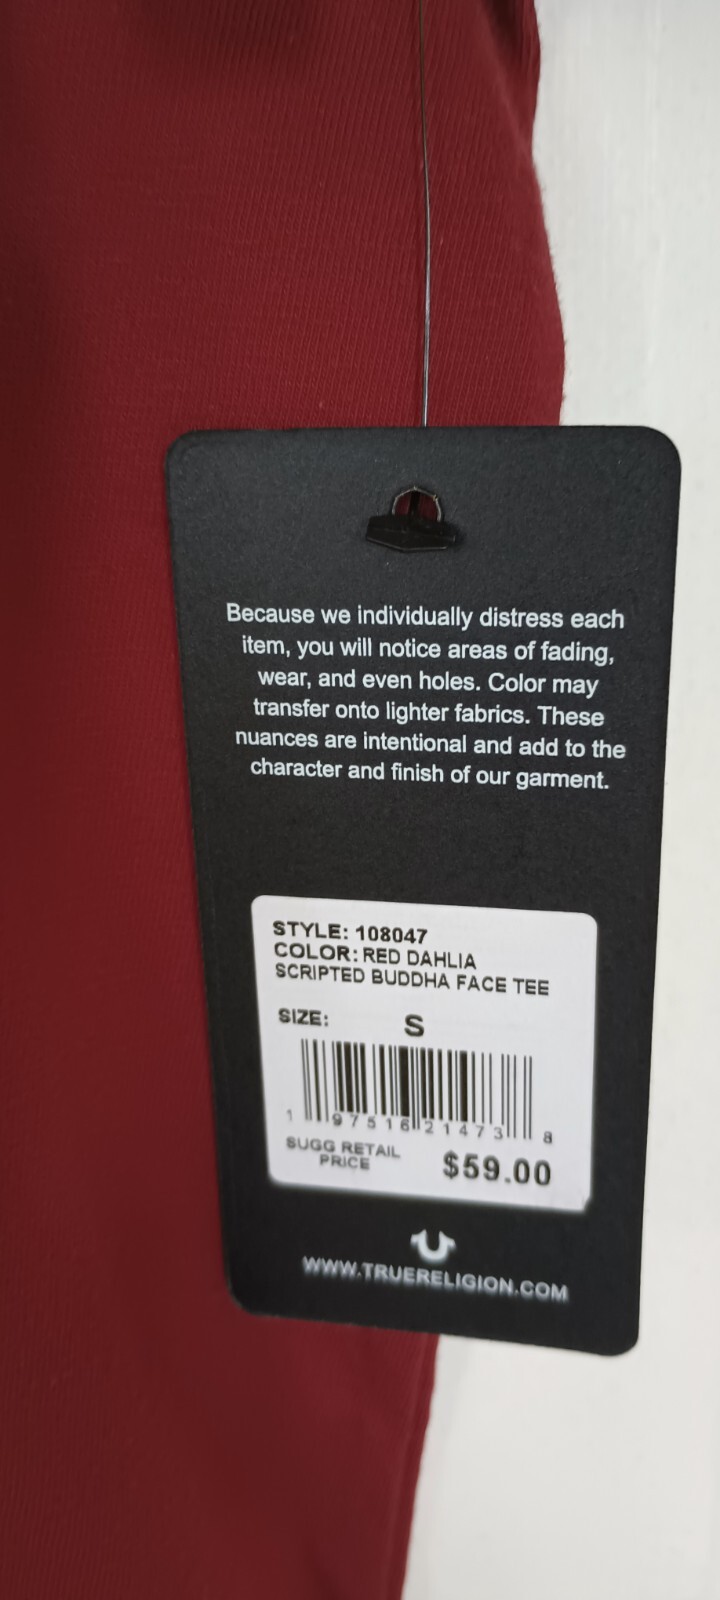 Because we individually distress each
item, you will notice areas of fading,
wear, and even holes. Color may
transfer onto lighter fabrics. These
nuances are intentional and add to the
character and finish of our garment.
STYLE: 108047
COLOR: RED DAHLIA
SCRIPTED BUDDHA FACE TEE
SIZE: S
1 97516 21473 8
SUGG RETAIL
PRICE
$59.00
WWW.TRUERELIGION.COM